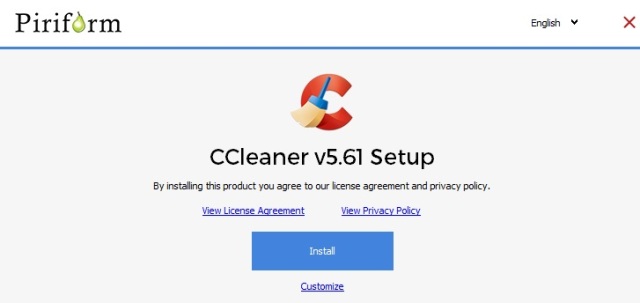 Piriform
English
CCleaner v5.61 Setup
By installing this product you agree to our license agreement and privacy policy.
View License Agreement View Privacy Policy
Install
Customize